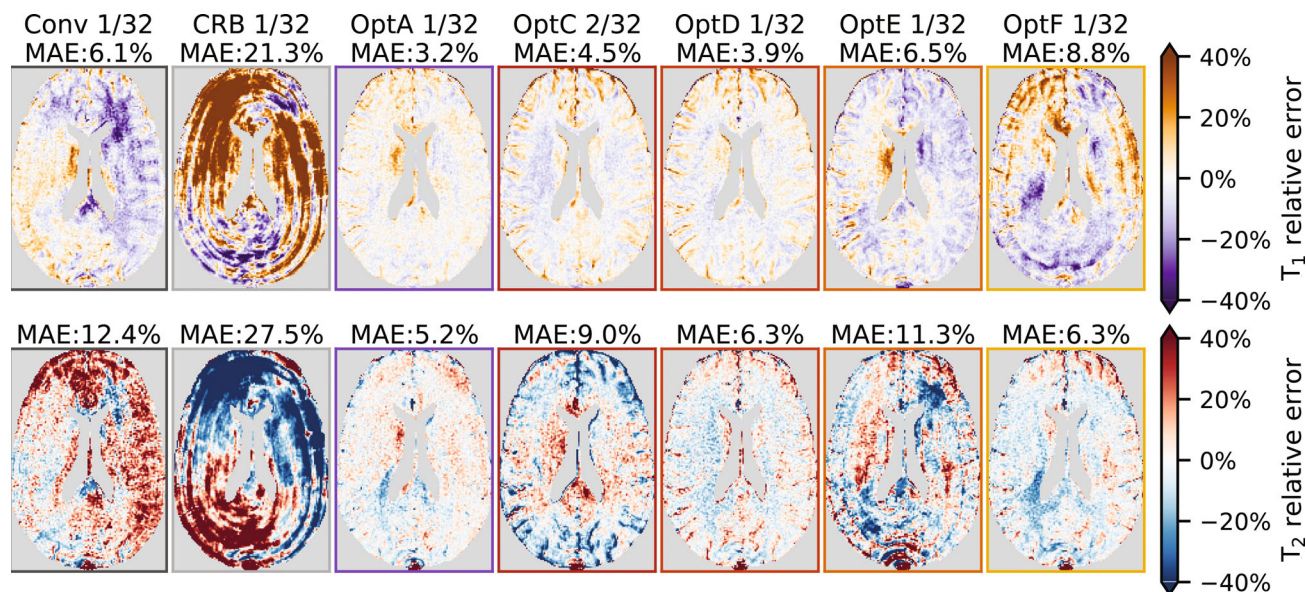 Conv 1/32 CRB 1/32 OptA 1/32 OptC 2/32 OptD 1/32 OptE 1/32 OptF 1/32
MAE:6.1% MAE:21.3% MAE:3.2% MAE:4.5% MAE:3.9% MAE:6.5% MAE:8.8%
40%
20%
0%
−20%
−40%
T₁ relative error
MAE:12.4% MAE:27.5% MAE:5.2% MAE:9.0% MAE:6.3% MAE:11.3% MAE:6.3%
40%
20%
0%
−20%
−40%
T₂ relative error